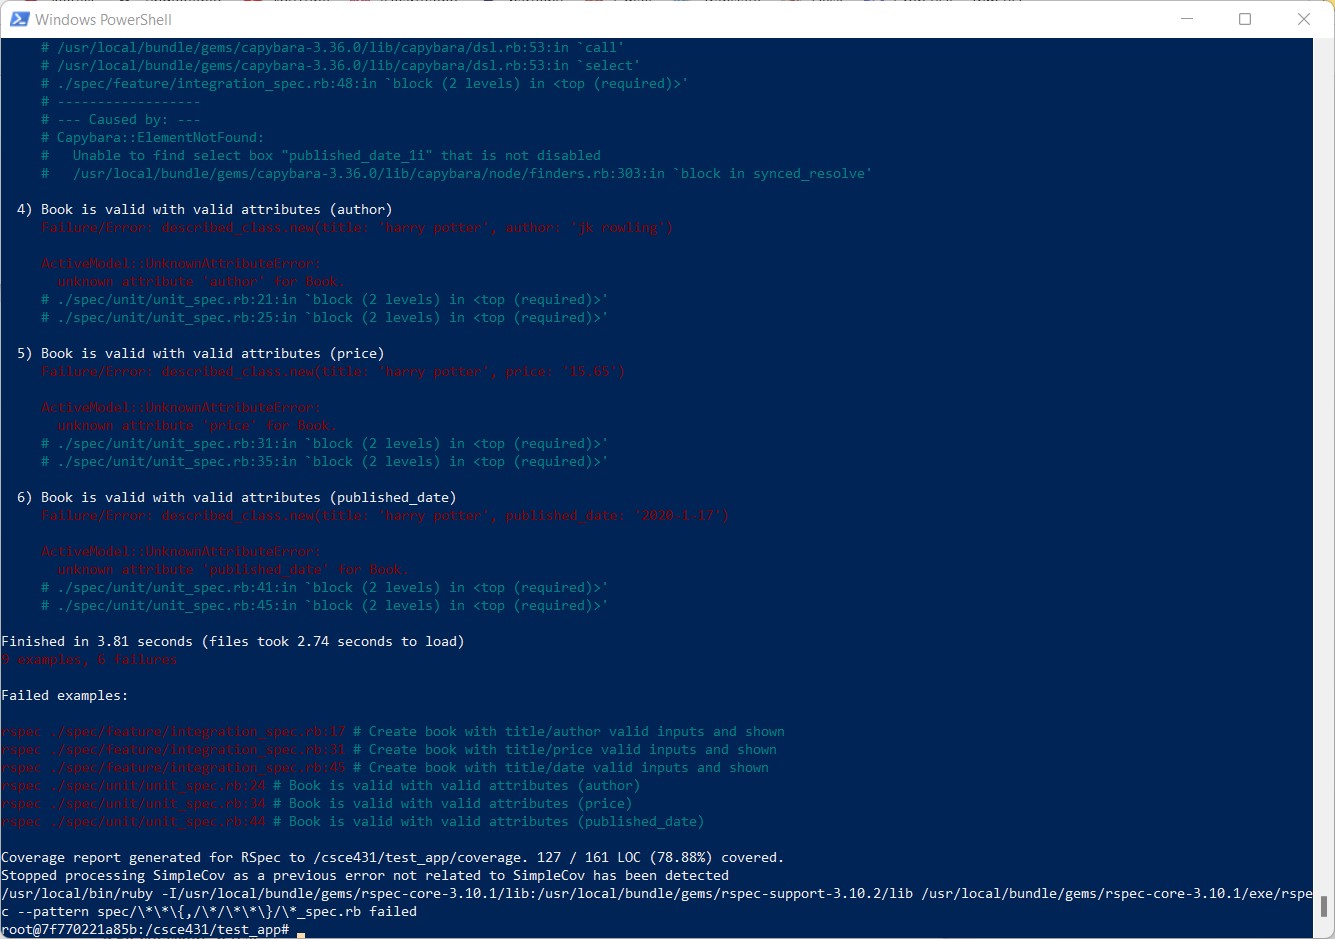 Windows PowerShell
# /usr/local/bundle/gems/capybara-3.36.0/lib/capybara/dsl.rb:53:in `call'
# /usr/local/bundle/gems/capybara-3.36.0/lib/capybara/dsl.rb:53:in `select'
# ./spec/feature/integration_spec.rb:48:in `block (2 levels) in <top (required)>'
# ------------------
# --- Caused by: ---
# Capybara::ElementNotFound:
#   Unable to find select box "published_date_1i" that is not disabled
#   /usr/local/bundle/gems/capybara-3.36.0/lib/capybara/node/finders.rb:303:in `block in synced_resolve'
4) Book is valid with valid attributes (author)
Failure/Error: described_class.new(title: 'harry potter', author: 'jk rowling')
ActiveModel::UnknownAttributeError:
unknown attribute 'author' for Book.
# ./spec/unit/unit_spec.rb:21:in `block (2 levels) in <top (required)>'
# ./spec/unit/unit_spec.rb:25:in `block (2 levels) in <top (required)>'
5) Book is valid with valid attributes (price)
Failure/Error: described_class.new(title: 'harry potter', price: '15.65')
ActiveModel::UnknownAttributeError:
unknown attribute 'price' for Book.
# ./spec/unit/unit_spec.rb:31:in `block (2 levels) in <top (required)>'
# ./spec/unit/unit_spec.rb:35:in `block (2 levels) in <top (required)>'
6) Book is valid with valid attributes (published_date)
Failure/Error: described_class.new(title: 'harry potter', published_date: '2020-1-17')
ActiveModel::UnknownAttributeError:
unknown attribute 'published_date' for Book.
# ./spec/unit/unit_spec.rb:41:in `block (2 levels) in <top (required)>'
# ./spec/unit/unit_spec.rb:45:in `block (2 levels) in <top (required)>'
Finished in 3.81 seconds (files took 2.74 seconds to load)
9 examples, 6 failures
Failed examples:
rspec ./spec/feature/integration_spec.rb:17 # Create book with title/author valid inputs and shown
rspec ./spec/feature/integration_spec.rb:31 # Create book with title/price valid inputs and shown
rspec ./spec/feature/integration_spec.rb:45 # Create book with title/date valid inputs and shown
rspec ./spec/unit/unit_spec.rb:24 # Book is valid with valid attributes (author)
rspec ./spec/unit/unit_spec.rb:34 # Book is valid with valid attributes (price)
rspec ./spec/unit/unit_spec.rb:44 # Book is valid with valid attributes (published_date)
Coverage report generated for RSpec to /csce431/test_app/coverage. 127 / 161 LOC (78.88%) covered.
Stopped processing SimpleCov as a previous error not related to SimpleCov has been detected
/usr/local/bin/ruby -I/usr/local/bundle/gems/rspec-core-3.10.1/lib:/usr/local/bundle/gems/rspec-support-3.10.2/lib /usr/local/bundle/gems/rspec-core-3.10.1/exe/rspe
c --pattern spec/\*\*\{,/\*/\*\*\}/\*_spec.rb failed
root@7f770221a85b:/csce431/test_app#